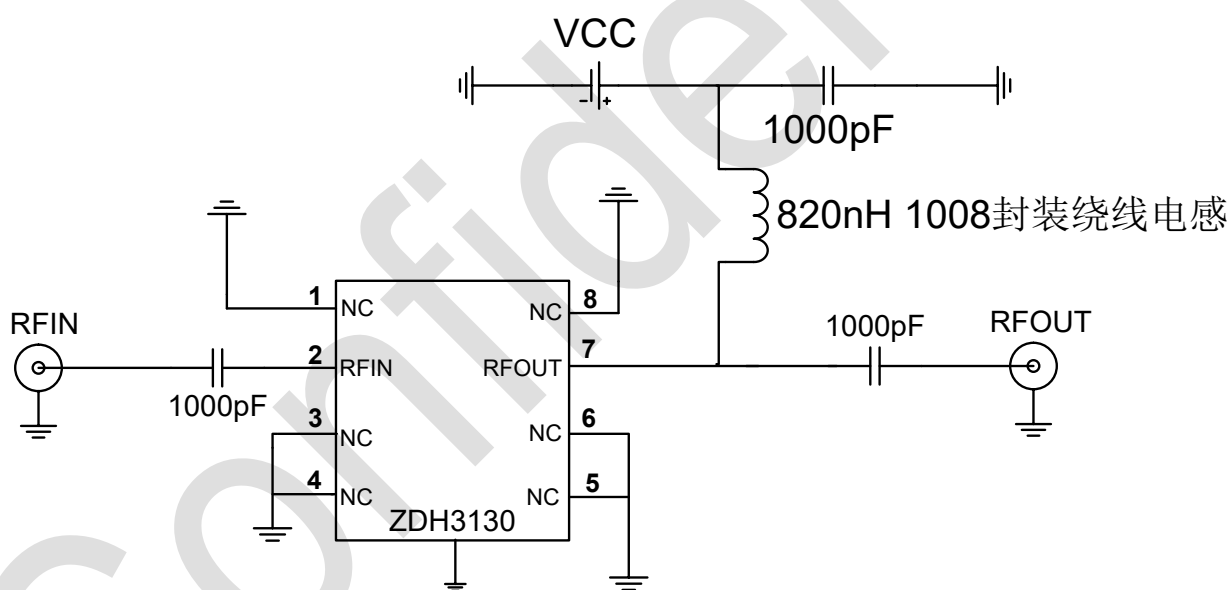 VCC
- +
1000pF
820nH 1008封装绕线电感
1 NC
NC 8
RFIN
2 RFIN
1000pF
RFOUT 7
1000pF
RFOUT
3 NC
NC 6
4 NC
NC 5
ZDH3130
Confiden